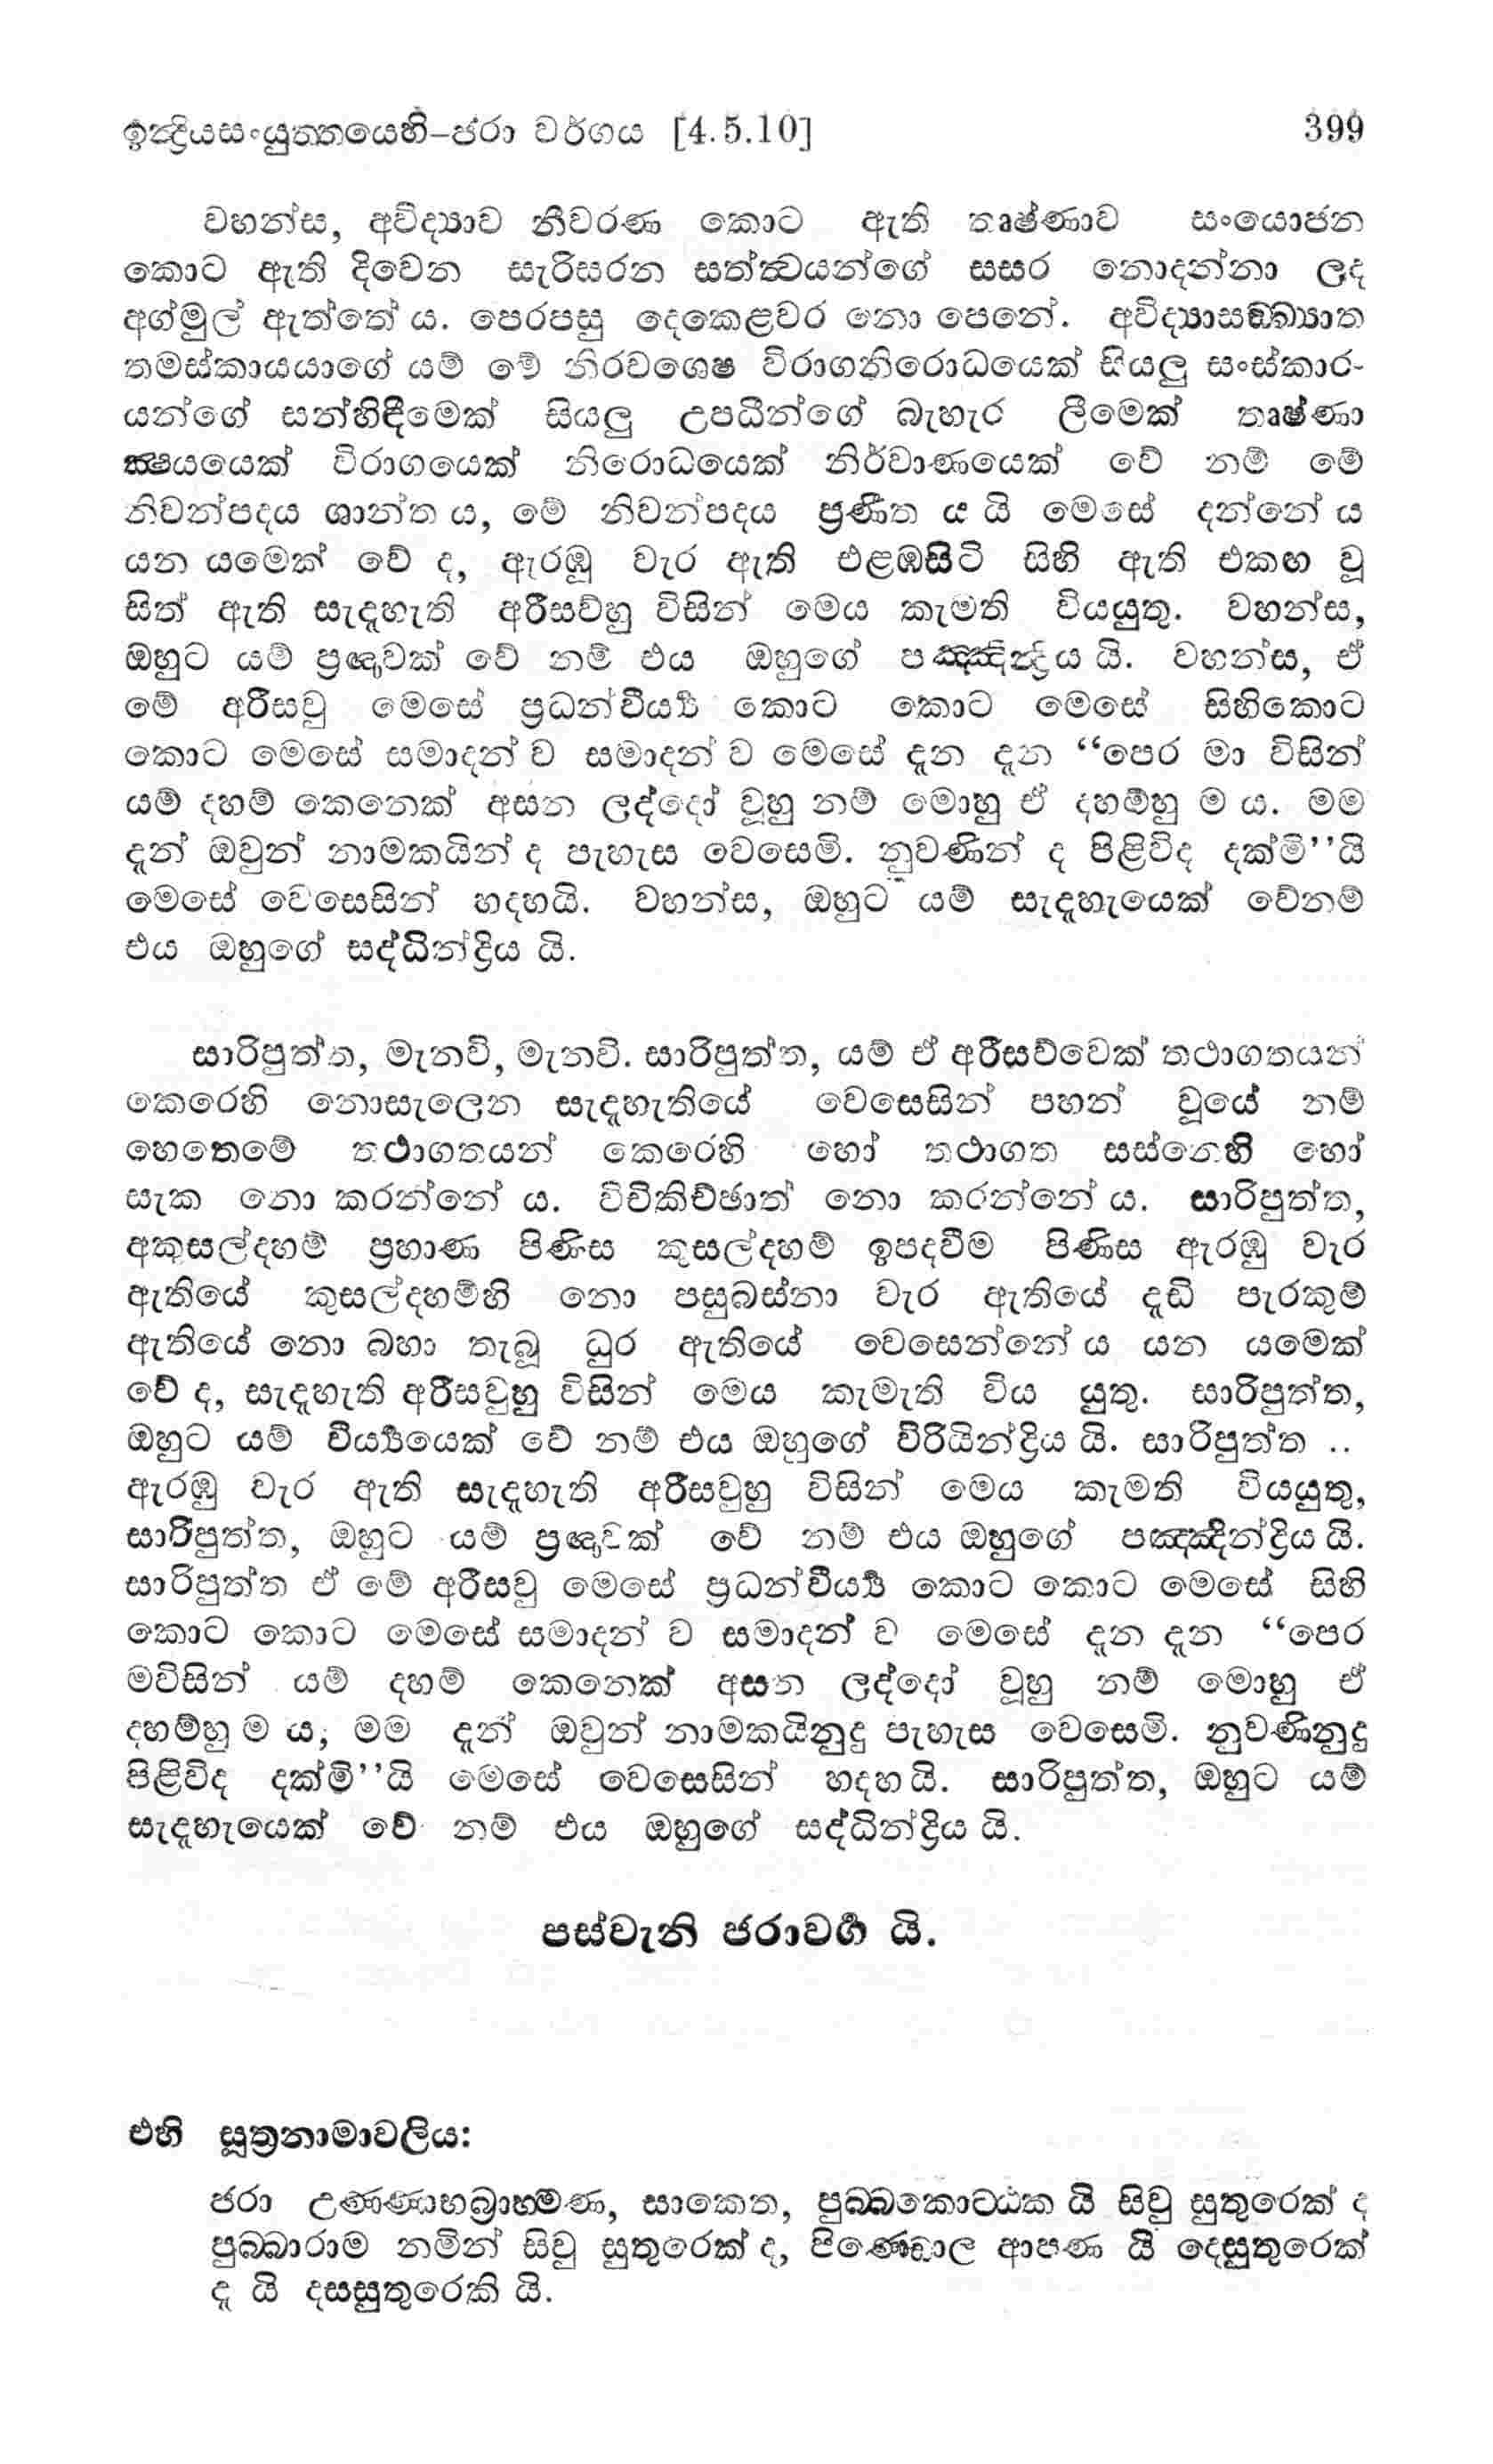 ඉන්ද්‍රියසංයුත්තයෙහි–ජරා වර්ගය [4.5.10] 399
වහන්ස, අවිද්‍යාව නීවරණ කොට ඇති තෘෂ්ණාව සංයොජන
කොට ඇති දිවෙන සැරිසරන සත්ත්‍වයන්ගේ සසර නොදන්නා ලද
අග්මුල් ඇත්තේ ය. පෙරපසු දෙකෙළවර නො පෙනේ. අවිද්‍යාසඞ්ඛ්‍යාත
තමස්කායයාගේ යම් මේ නිරවශෙෂ විරාගනිරොධයෙක් සියලු සංස්කාර-
යන්ගේ සන්හිඳීමෙක් සියලු උපධීන්ගේ බැහැර ලීමෙක් තෘෂ්ණා
ක්‍ෂයයෙක් විරාගයෙක් නිරොධයෙක් නිර්වාණයෙක් වේ නම් මේ
නිවන්පදය ශාන්ත ය, මේ නිවන්පදය ප්‍රණීත ය යි මෙසේ දන්නේ ය
යන යමෙක් වේ ද, ඇරඹූ වැර ඇති එළඹසිටි සිහි ඇති එකඟ වූ
සිත් ඇති සැදැහැති අරීසව්හු විසින් මෙය කැමති වියයුතු. වහන්ස,
ඔහුට යම් ප්‍රඥාවක් වේ නම් එය ඔහුගේ පඤ්ඤින්ද්‍රිය යි. වහන්ස, ඒ
මේ අරීසවු මෙසේ ප්‍රධන්වීර්‍ය්‍ය කොට කොට මෙසේ සිහිකොට
කොට මෙසේ සමාදන් ව සමාදන් ව මෙසේ දැන දැන “පෙර මා විසින්
යම් දහම් කෙනෙක් අසන ලද්දෝ වූහු නම් මොහු ඒ දහම්හු ම ය. මම
දැන් ඔවුන් නාමකයින් ද පැහැස වෙසෙමි. නුවණින් ද පිළිවිද දක්මි’’යි
මෙසේ වෙසෙසින් හදහයි. වහන්ස, ඔහුට යම් සැදැහැයෙක් වේනම්
එය ඔහුගේ සද්ධින්ද්‍රිය යි.
සාරිපුත්ත, මැනවි, මැනවි. සාරිපුත්ත, යම් ඒ අරීසව්වෙක් තථාගතයන්
කෙරෙහි නොසැලෙන සැදැහැතියේ වෙසෙසින් පහන් වූයේ නම්
හෙතෙමේ තථාගතයන් කෙරෙහි හෝ තථාගත සස්නෙහි හෝ
සැක නො කරන්නේ ය. විචිකිච්ඡාත් නො කරන්නේ ය. සාරිපුත්ත,
අකුසල්දහම් ප්‍රහාණ පිණිස කුසල්දහම් ඉපදවීම පිණිස ඇරඹු වැර
ඇතියේ කුසල්දහම්හි නො පසුබස්නා වැර ඇතියේ දැඩි පැරකුම්
ඇතියේ නො බහා තැබූ ධුර ඇතියේ වෙසෙන්නේ ය යන යමෙක්
වේ ද, සැදැහැති අරීසවුහු විසින් මෙය කැමැති විය යුතු. සාරිපුත්ත,
ඔහුට යම් වීර්‍ය්‍යයෙක් වේ නම් එය ඔහුගේ විරියින්ද්‍රිය යි. සාරිපුත්ත ..
ඇරඹු වැර ඇති සැදැහැති අරීසවුහු විසින් මෙය කැමති වියයුතු,
සාරිපුත්ත, ඔහුට යම් ප්‍රඥාවක් වේ නම් එය ඔහුගේ පඤ්ඤින්ද්‍රිය යි.
සාරිපුත්ත ඒ මේ අරීසවු මෙසේ ප්‍රධන්වීර්‍ය්‍ය කොට කොට මෙසේ සිහි
කොට කොට මෙසේ සමාදන් ව සමාදන් ව මෙසේ දැන දැන “පෙර
මවිසින් යම් දහම් කෙනෙක් අසන ලද්දෝ වූහු නම් මොහු ඒ
දහම්හු ම ය, මම දැන් ඔවුන් නාමකයිනුදු පැහැස වෙසෙමි. නුවණිනුදු
පිළිවිද දක්මි’’යි මෙසේ වෙසෙසින් හදහ යි. සාරිපුත්ත, ඔහුට යම්
සැදැහැයෙක් වේ නම් එය ඔහුගේ සද්ධින්ද්‍රිය යි.
පස්වැනි ජරාවර්‍ග යි.
එහි සූත්‍රනාමාවලිය:
ජරා උණ්ණාභබ්‍රාහ්මණ, සාකෙත, පුබ්බකොට්ඨක යි සිවු සුතුරෙක් ද
පුබ්බාරාම නමින් සිවු සුතුරෙක් ද, පිණ්ඩොල ආපණ යි දෙසුතුරෙක්
ද යි දසසුතුරෙකි යි.